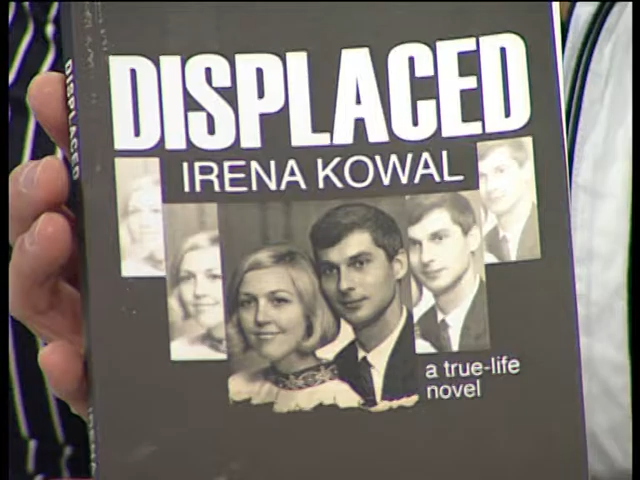 DISPLACED
IRENA KOWAL
a true-life
novel
DISPLACED